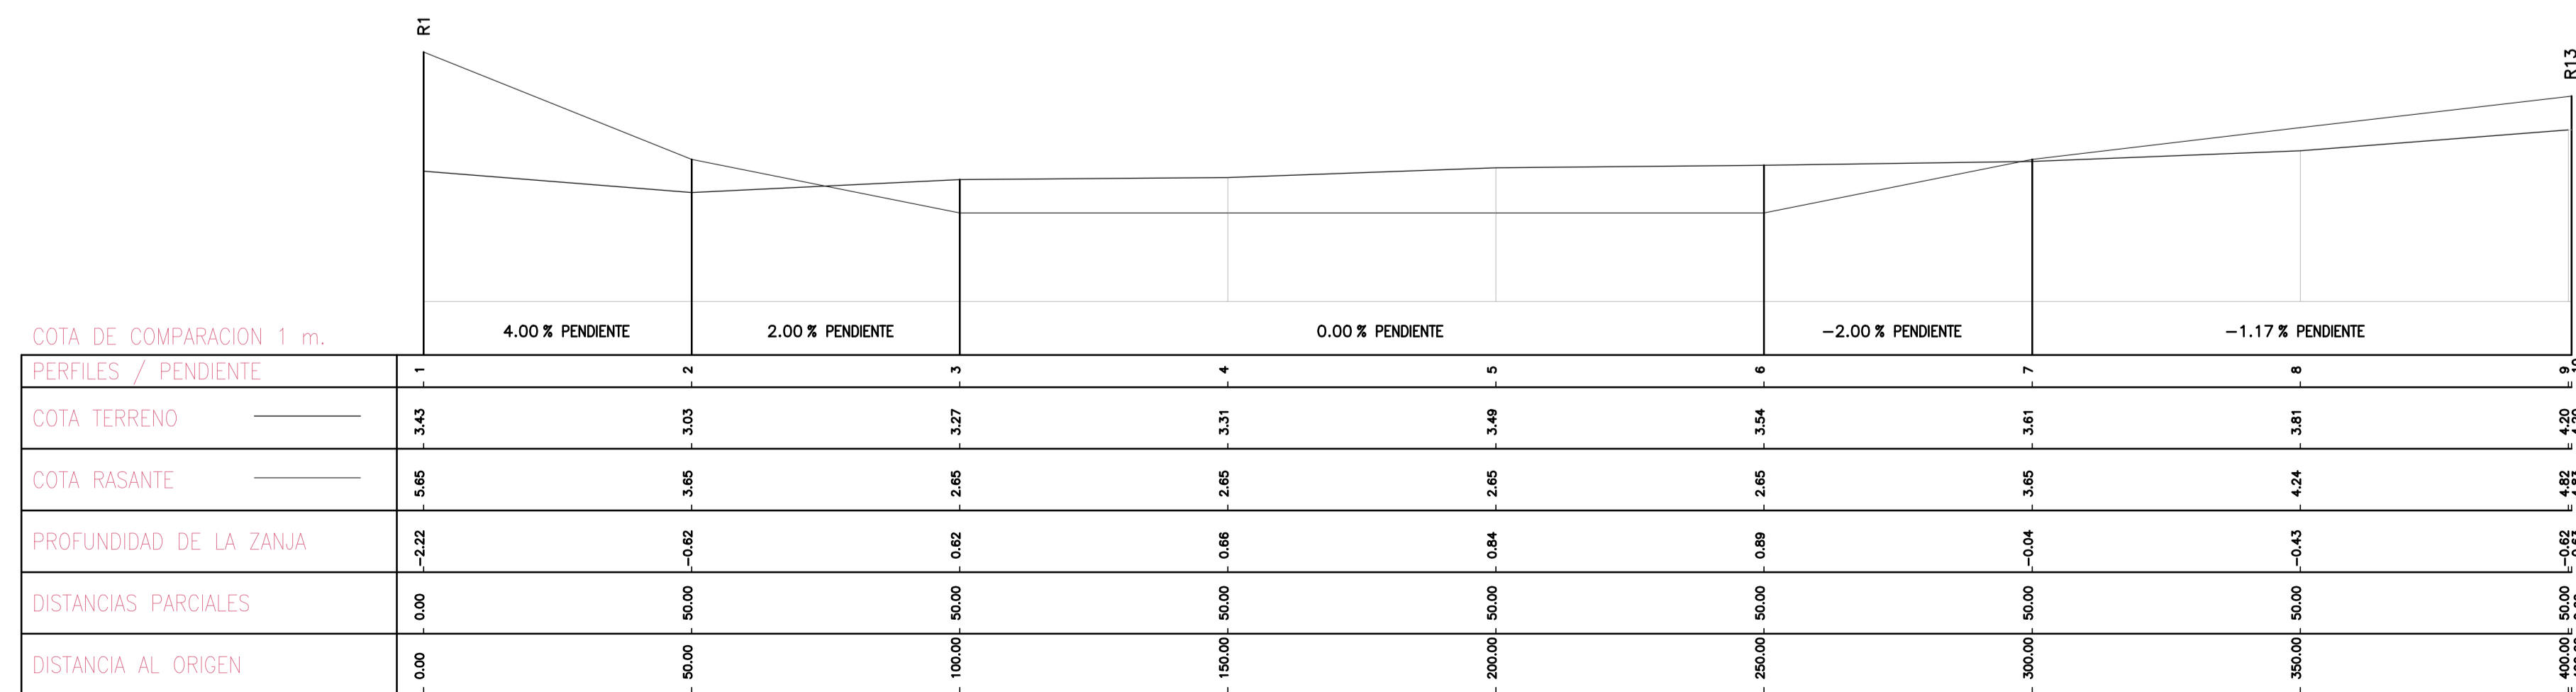 R1
R13
4.00 % PENDIENTE 2.00 % PENDIENTE 0.00 % PENDIENTE −2.00 % PENDIENTE −1.17 % PENDIENTE
COTA DE COMPARACION 1 m.
PERFILES / PENDIENTE 1 2 3 4 5 6 7 8 9
COTA TERRENO 3.43 3.03 3.27 3.31 3.49 3.54 3.61 3.81 4.20
COTA RASANTE 5.65 3.65 2.65 2.65 2.65 2.65 3.65 4.24 4.82
PROFUNDIDAD DE LA ZANJA −2.22 −0.62 0.62 0.66 0.84 0.89 −0.04 −0.43 −0.62
DISTANCIAS PARCIALES 0.00 50.00 50.00 50.00 50.00 50.00 50.00 50.00 50.00
DISTANCIA AL ORIGEN 0.00 50.00 100.00 150.00 200.00 250.00 300.00 350.00 400.00